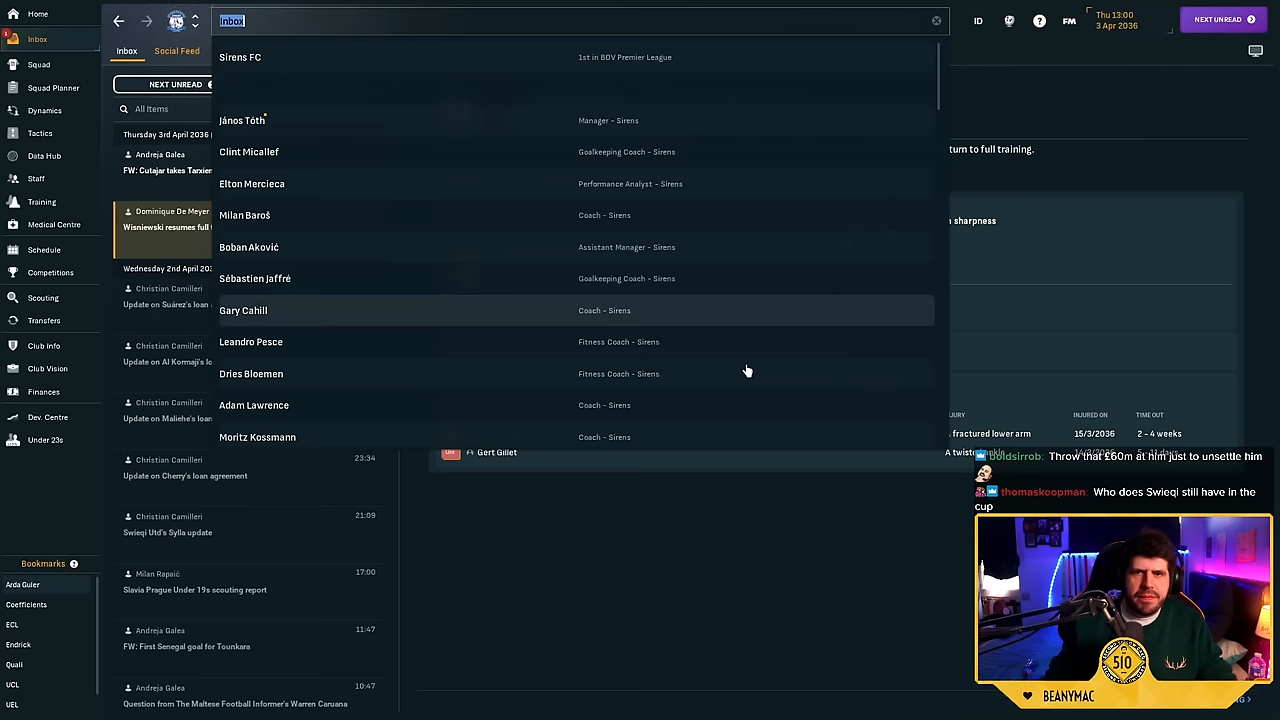 Home
Inbox
1
Squad
Squad Planner
Dynamics
Tactics
Data Hub
Staff
Training
Medical Centre
Schedule
Competitions
Scouting
Transfers
Club Info
Club Vision
Finances
Dev. Centre
Under 23s
Bookmarks ?
Arda Guler
Coefficients
ECL
Endrick
Quali
UCL
UEL
Inbox
Inbox Social Feed
NEXT UNREAD
All Items
Thursday 3rd April 2036
Andreja Galea
FW: Cutajar takes Tarxien
Dominique De Meyer
Wisniewski resumes full
Wednesday 2nd April 203
Christian Camilleri
Update on Suárez's loan
Christian Camilleri
Update on Al Kormaji's lo
Christian Camilleri
Update on Maliehe's loan
Christian Camilleri 23:34
Update on Cherry's loan agreement
Christian Camilleri 21:09
Swieqi Utd's Sylla update
Milan Rapaić 17:00
Slavia Prague Under 19s scouting report
Andreja Galea 11:47
FW: First Senegal goal for Tounkara
Andreja Galea 10:47
Question from The Maltese Football Informer's Warren Caruana
Sirens FC 1st in BOV Premier League
János Tóth Manager - Sirens
Clint Micallef Goalkeeping Coach - Sirens
Elton Mercieca Performance Analyst - Sirens
Milan Baroš Coach - Sirens
Boban Aković Assistant Manager - Sirens
Sébastien Jaffré Goalkeeping Coach - Sirens
Gary Cahill Coach - Sirens
Leandro Pesce Fitness Coach - Sirens
Dries Bloemen Fitness Coach - Sirens
Adam Lawrence Coach - Sirens
Moritz Kossmann Coach - Sirens
ID ? FM Thu 13:00
3 Apr 2036
NEXT UNREAD
turn to full training.
sharpness
JURY INJURED ON TIME OUT
fractured lower arm 15/3/2036 2 - 4 weeks
Unr Gert Gillet A twist
boldsirrob: Throw that £60m at him just to unsettle him
thomaskoopman: Who does Swieqi still have in the
cup
510
BEANYMAC